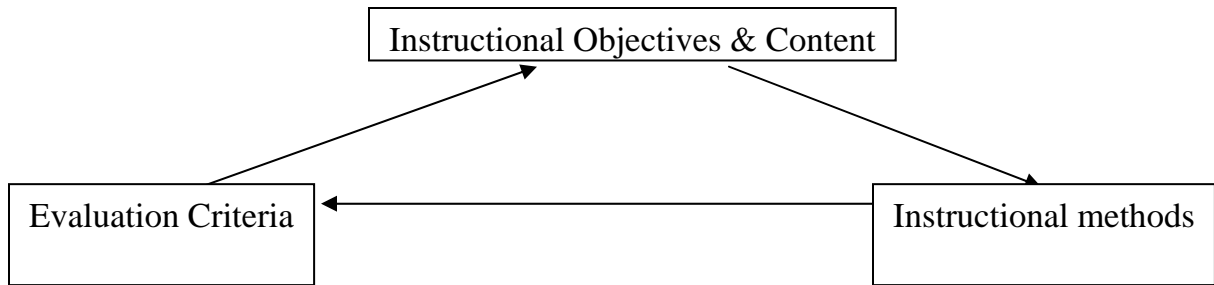 Instructional Objectives & Content
Evaluation Criteria
Instructional methods